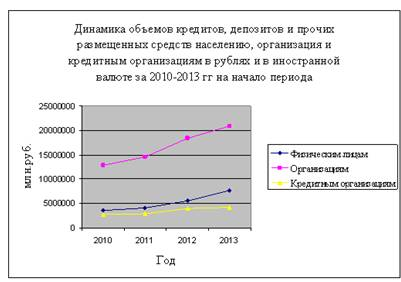 Динамика объемов кредитов, депозитов и прочих
размещенных средств населению, организация и
кредитным организациям в рублях и в иностранной
валюте за 2010-2013 гг на начало периода
25000000
20000000
15000000
10000000
5000000
0
млн.руб.
2010 2011 2012 2013
Год
Физическим лицам
Организациям
Кредитным организациям